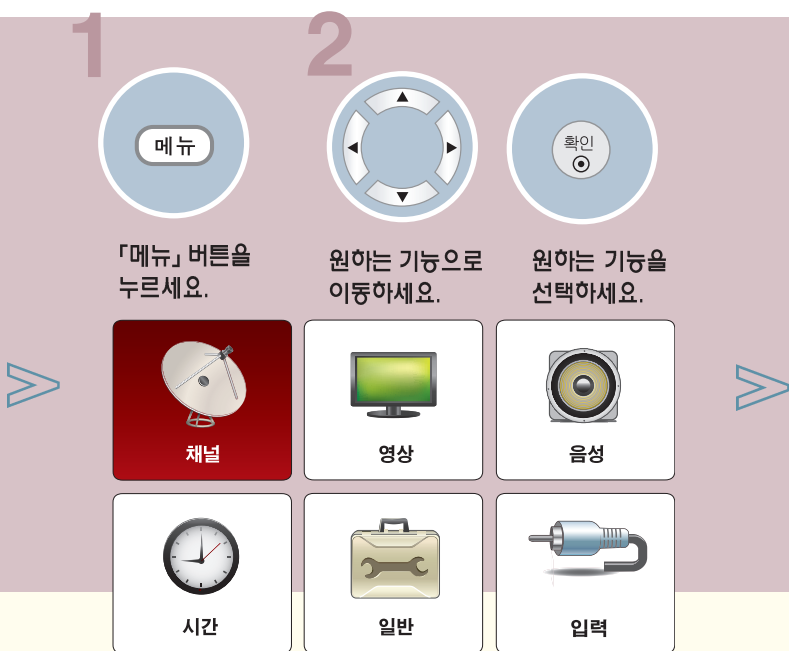 1
2
메뉴
확인
「메뉴」 버튼을
누르세요.
원하는 기능으로
이동하세요.
원하는 기능을
선택하세요.
채널
영상
음성
시간
일반
입력